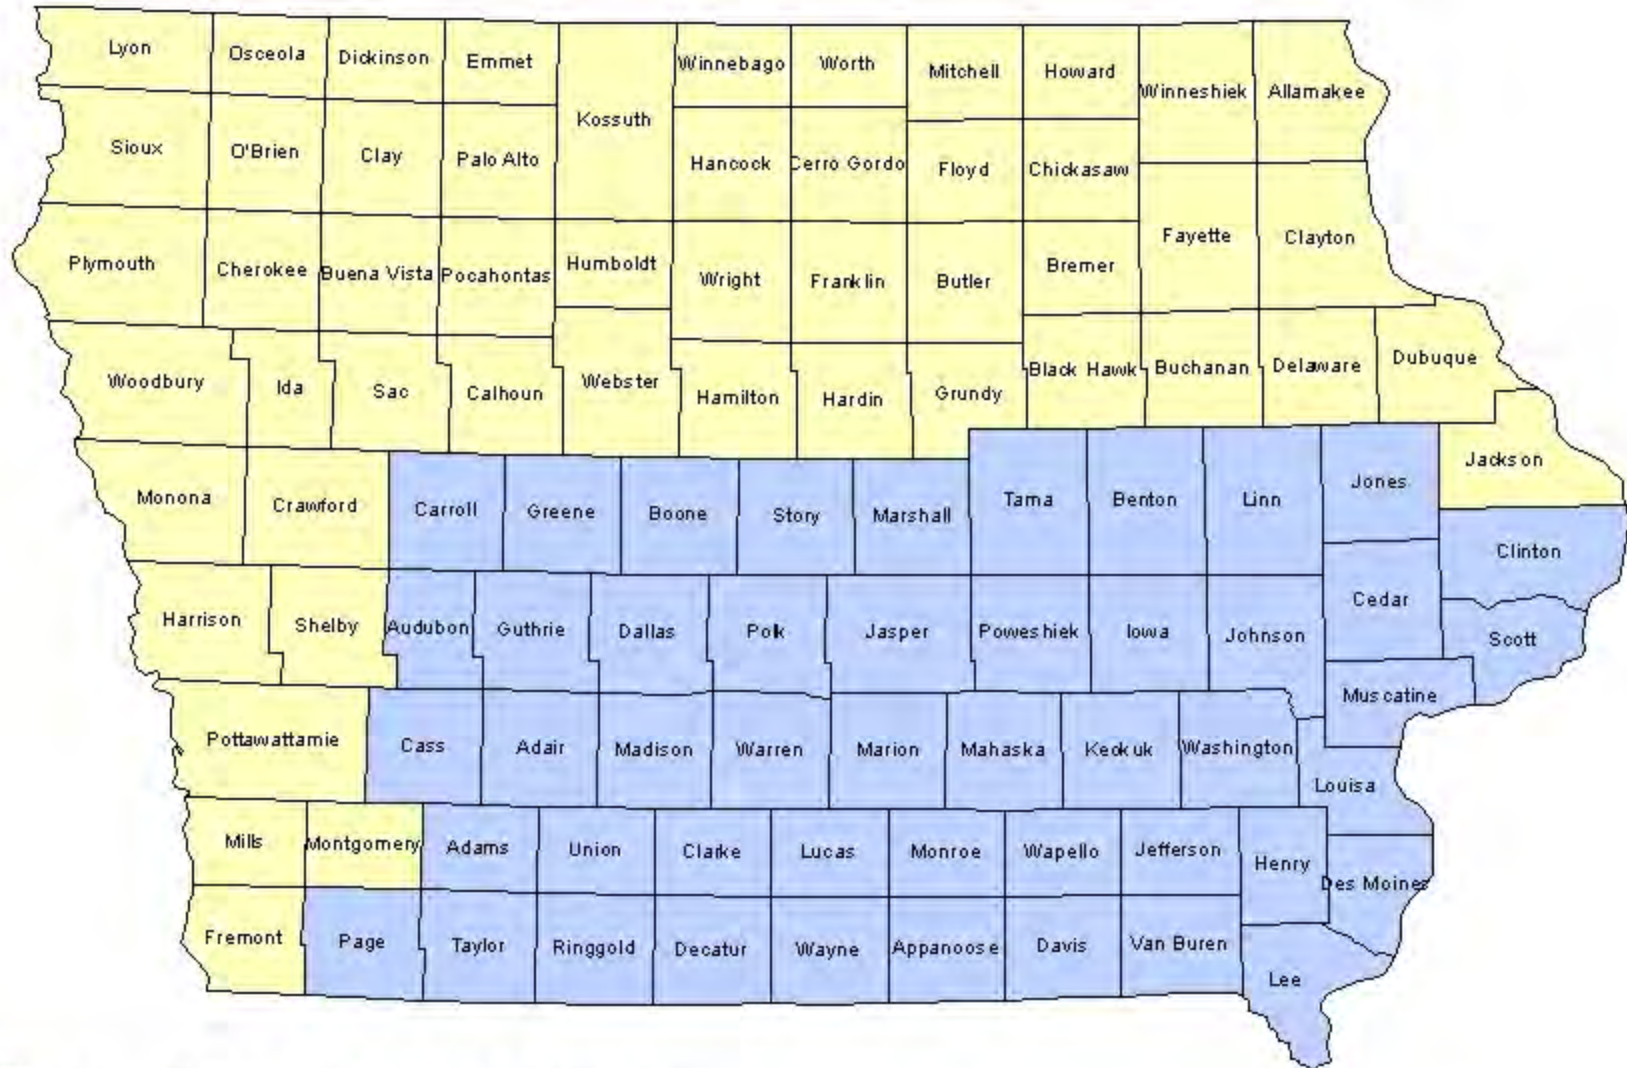 Lyon
Osceola
Dickinson
Emmet
Kossuth
Winnebago
Worth
Mitchell
Howard
Winneshiek
Allamakee
Sioux
O'Brien
Clay
Palo Alto
Hancock
Cerro Gordo
Floyd
Chickasaw
Fayette
Clayton
Plymouth
Cherokee
Buena Vista
Pocahontas
Humboldt
Wright
Franklin
Butler
Bremer
Woodbury
Ida
Sac
Calhoun
Webster
Hamilton
Hardin
Grundy
Black Hawk
Buchanan
Delaware
Dubuque
Monona
Crawford
Carroll
Greene
Boone
Story
Marshall
Tama
Benton
Linn
Jones
Jackson
Clinton
Harrison
Shelby
Audubon
Guthrie
Dallas
Polk
Jasper
Poweshiek
Iowa
Johnson
Cedar
Scott
Muscatine
Pottawattamie
Cass
Adair
Madison
Warren
Marion
Mahaska
Keokuk
Washington
Louisa
Mills
Montgomery
Adams
Union
Clarke
Lucas
Monroe
Wapello
Jefferson
Henry
Des Moines
Fremont
Page
Taylor
Ringgold
Decatur
Wayne
Appanoose
Davis
Van Buren
Lee